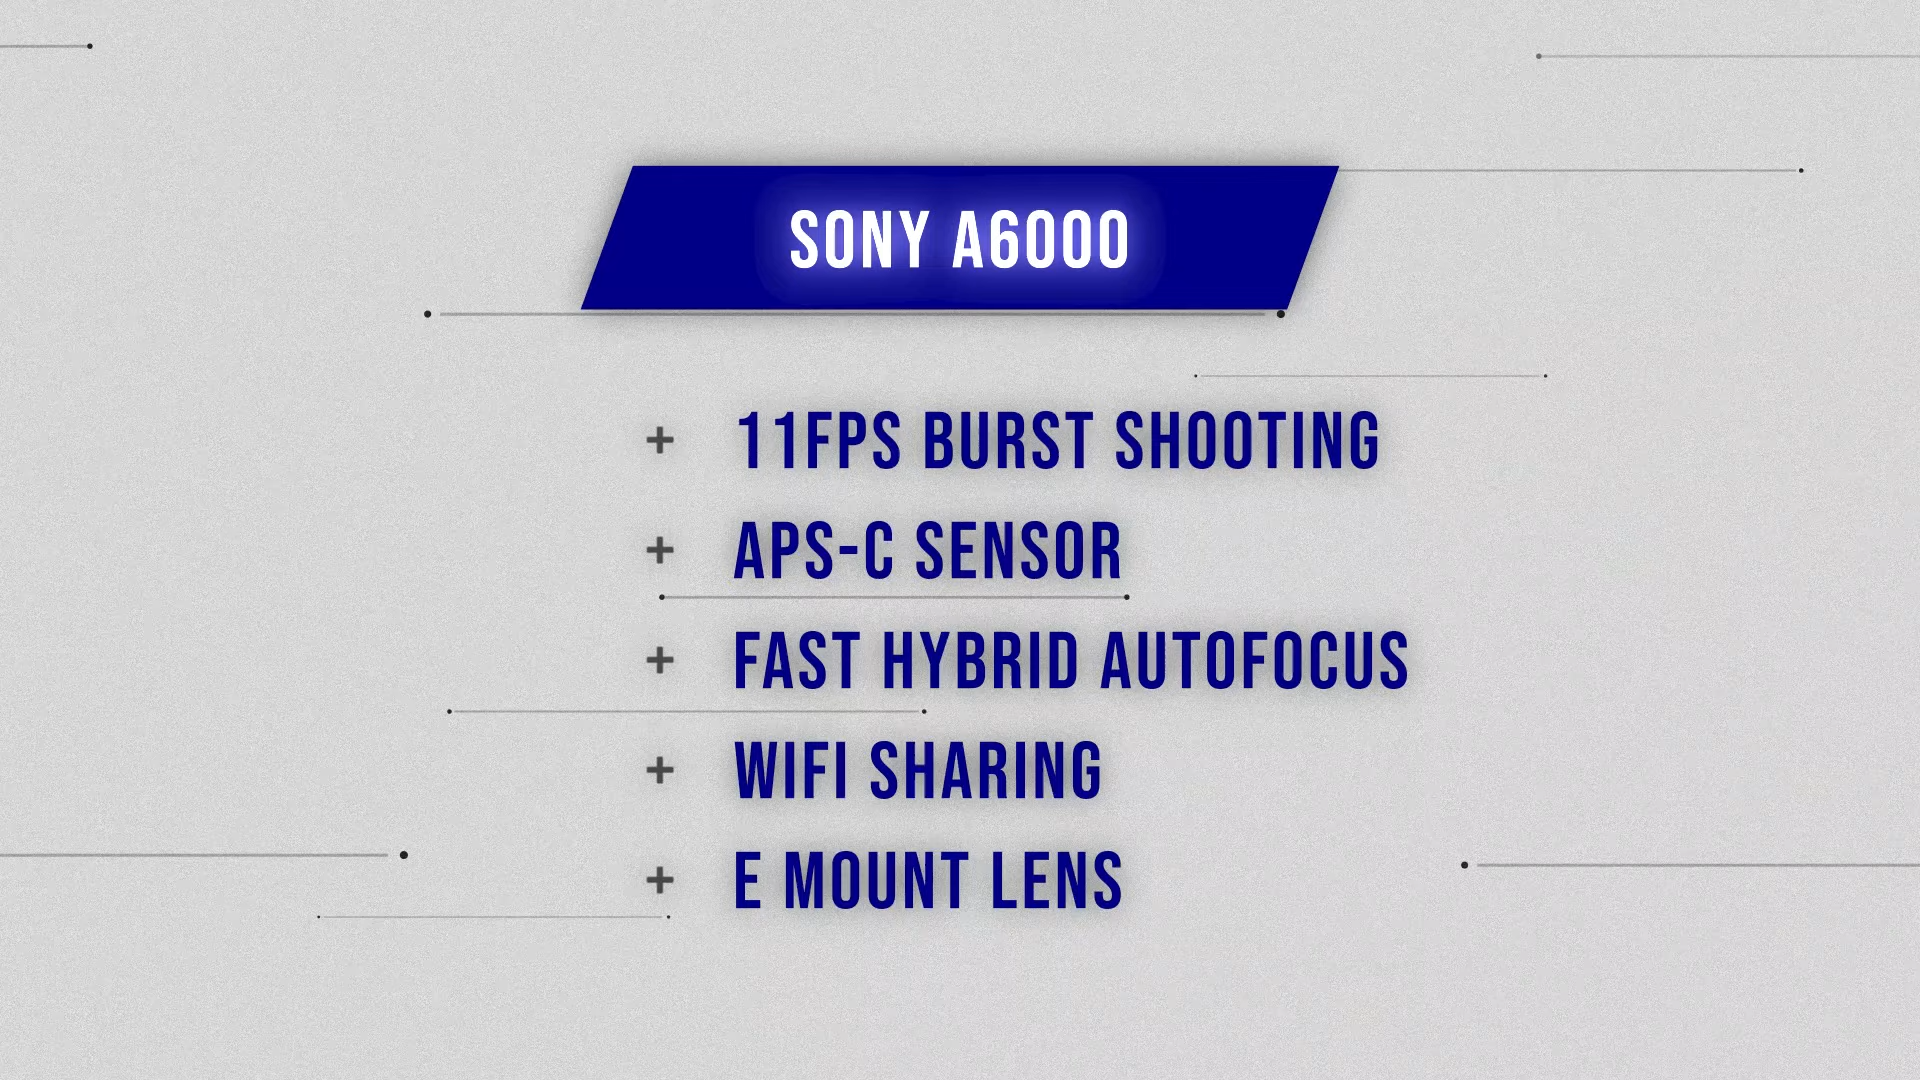 SONY A6000
+ 11FPS BURST SHOOTING
+ APS-C SENSOR
+ FAST HYBRID AUTOFOCUS
+ WIFI SHARING
+ E MOUNT LENS